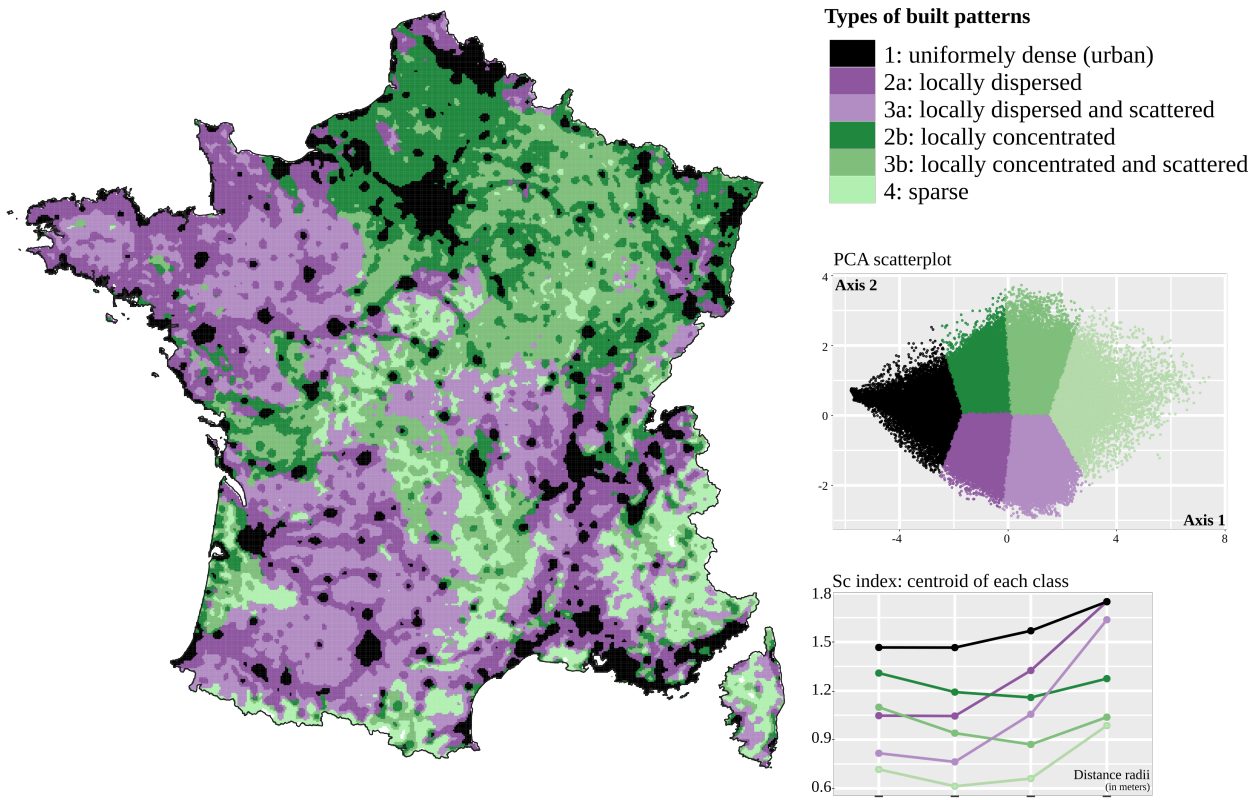 Types of built patterns
1: uniformely dense (urban)
2a: locally dispersed
3a: locally dispersed and scattered
2b: locally concentrated
3b: locally concentrated and scattered
4: sparse
PCA scatterplot
4
Axis 2
2
0
-2
Axis 1
-4 0 4 8
Sc index: centroid of each class
1.8
1.5
1.2
0.9
0.6
Distance radii
(in meters)